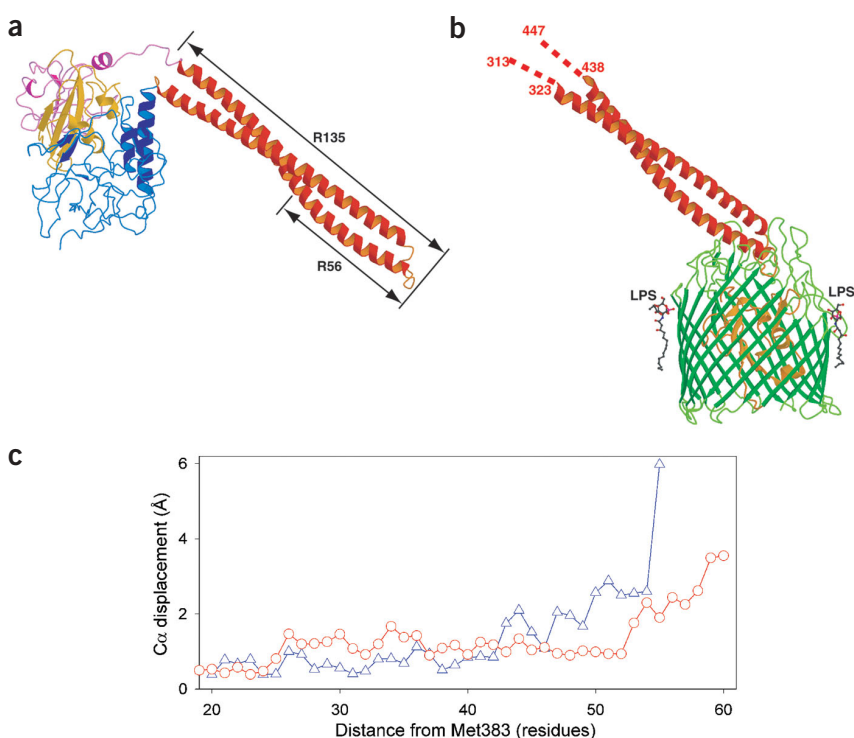 a
R135
R56
b
447
313
438
323
LPS
LPS
c
Cα displacement (Å)
6
4
2
0
20 30 40 50 60
Distance from Met383 (residues)